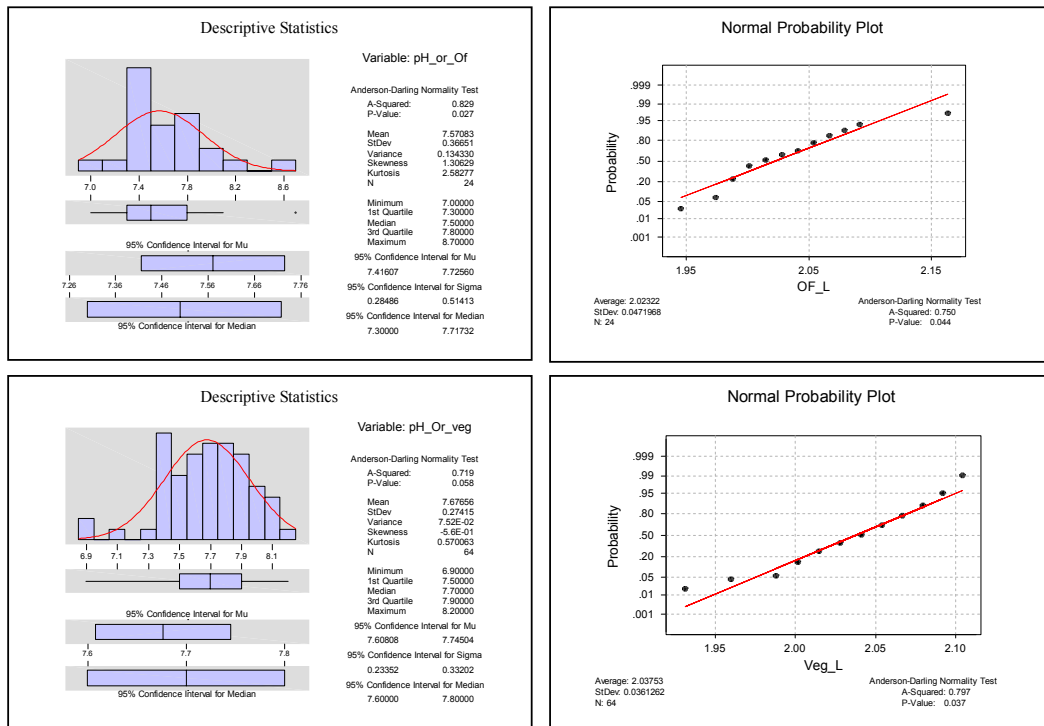 Descriptive Statistics
Variable: pH_or_Of
Anderson-Darling Normality Test
A-Squared: 0.829
P-Value: 0.027
Mean 7.57083
StDev 0.36651
Variance 0.134330
Skewness 1.30629
Kurtosis 2.58277
N 24
Minimum 7.00000
1st Quartile 7.30000
Median 7.50000
3rd Quartile 7.80000
Maximum 8.70000
95% Confidence Interval for Mu
7.41607 7.72560
95% Confidence Interval for Sigma
0.28486 0.51413
95% Confidence Interval for Median
7.30000 7.71732
7.0 7.4 7.8 8.2 8.6
95% Confidence Interval for Mu
7.26 7.36 7.46 7.56 7.66 7.76
95% Confidence Interval for Median
Normal Probability Plot
.999
.99
.95
.80
.50
.20
.05
.01
.001
Probability
1.95 2.05 2.15
OF_L
Average: 2.02322
StDev: 0.0471968
N: 24
Anderson-Darling Normality Test
A-Squared: 0.750
P-Value: 0.044
Descriptive Statistics
Variable: pH_Or_veg
Anderson-Darling Normality Test
A-Squared: 0.719
P-Value: 0.058
Mean 7.67656
StDev 0.27415
Variance 7.52E-02
Skewness -5.6E-01
Kurtosis 0.570063
N 64
Minimum 6.90000
1st Quartile 7.50000
Median 7.70000
3rd Quartile 7.90000
Maximum 8.20000
95% Confidence Interval for Mu
7.60808 7.74504
95% Confidence Interval for Sigma
0.23352 0.33202
95% Confidence Interval for Median
7.60000 7.80000
6.9 7.1 7.3 7.5 7.7 7.9 8.1
95% Confidence Interval for Mu
7.6 7.7 7.8
95% Confidence Interval for Median
Normal Probability Plot
.999
.99
.95
.80
.50
.20
.05
.01
.001
Probability
1.95 2.00 2.05 2.10
Veg_L
Average: 2.03753
StDev: 0.0361262
N: 64
Anderson-Darling Normality Test
A-Squared: 0.797
P-Value: 0.037